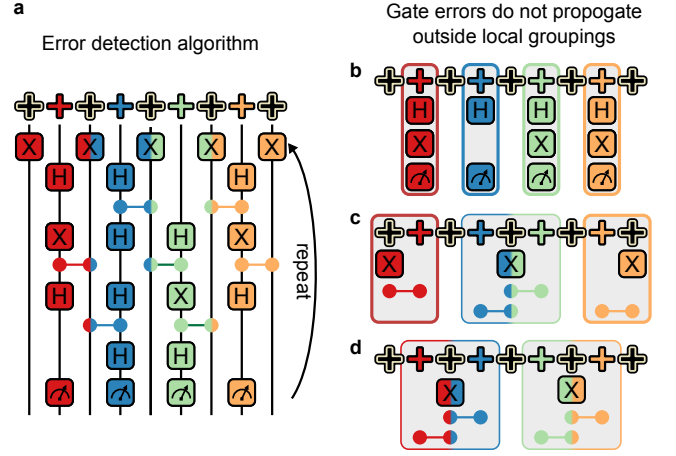 a
Error detection algorithm
X X X X X X
H H H
H X H X
H H X
H H
repeat
Gate errors do not propogate
outside local groupings
b
H H H H
X X X
c
X X X
d
X X